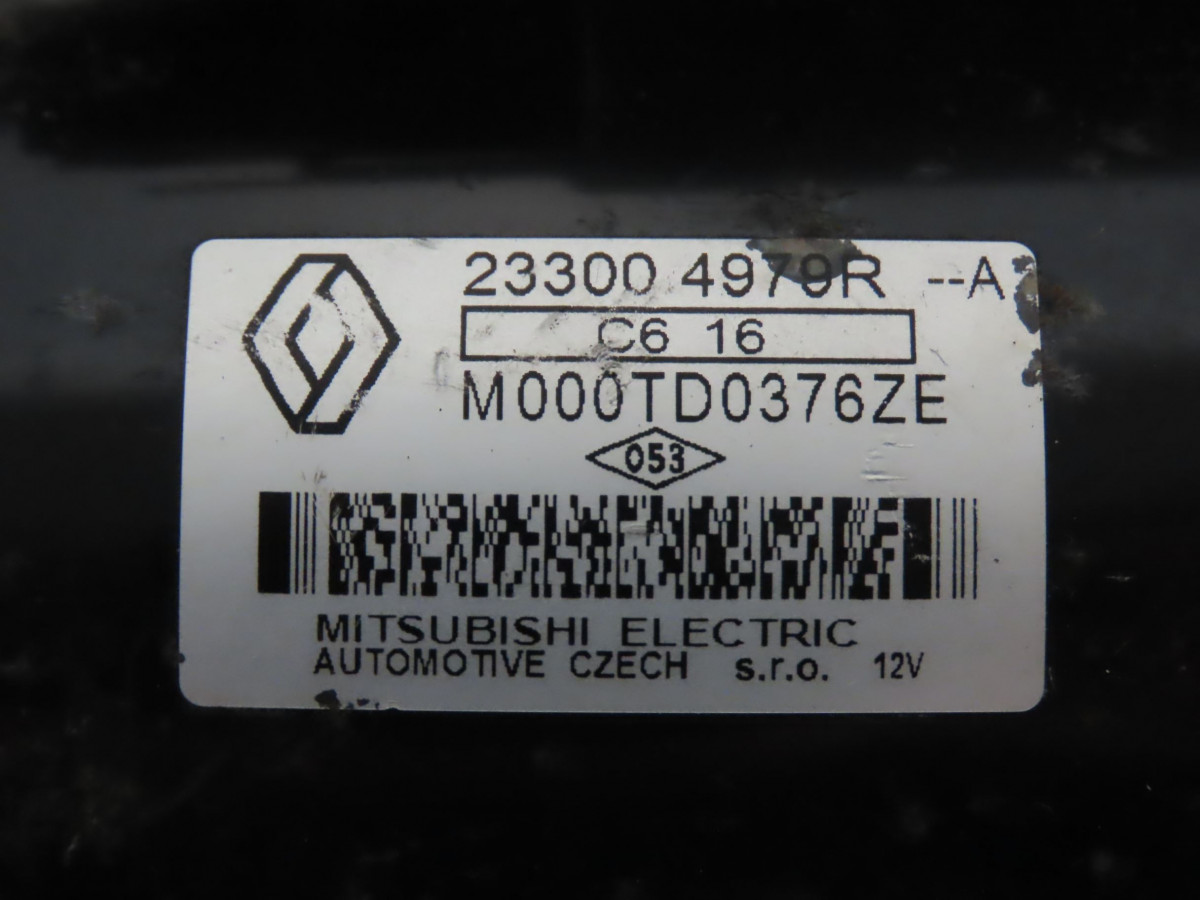 23300 4979R --A
C6 16
M000TD0376ZE
053
MITSUBISHI ELECTRIC
AUTOMOTIVE CZECH s.r.o. 12V